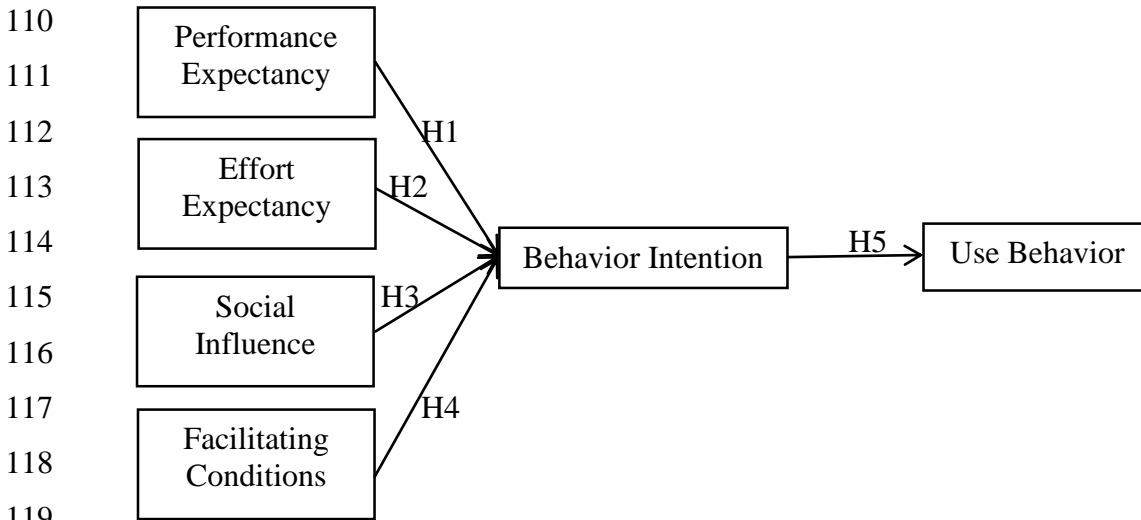 110
Performance
111
Expectancy
112
H1
Effort
113
H2
Expectancy
114
Behavior Intention
H5
Use Behavior
115
Social
H3
116
Influence
117
H4
Facilitating
118
Conditions
119